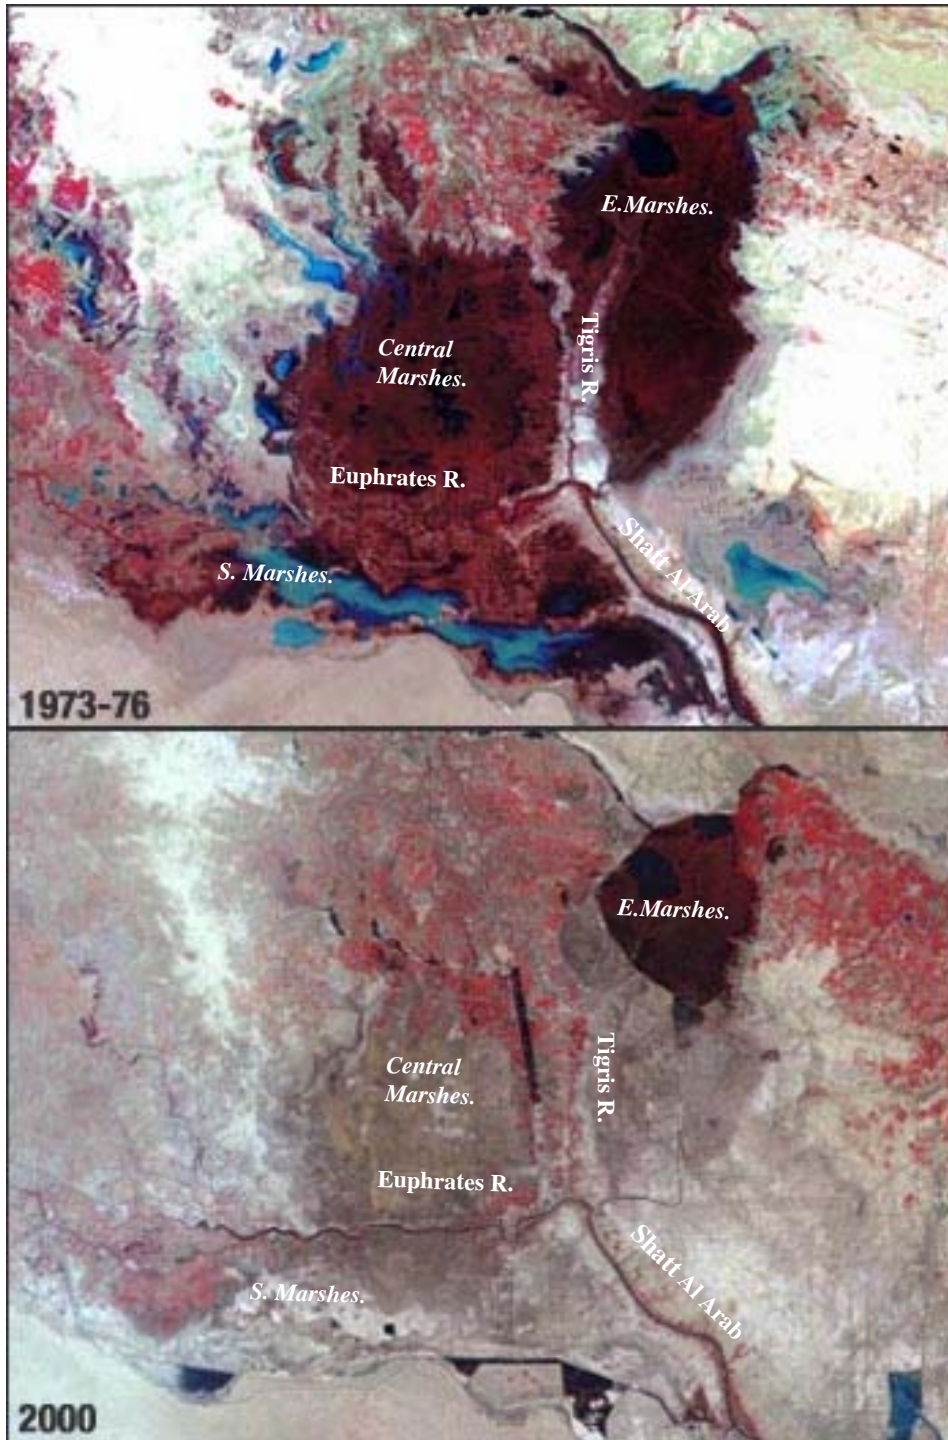 E.Marshes.
Central
Marshes.
Tigris R.
Euphrates R.
Shatt Al Arab
S. Marshes.
1973-76
E.Marshes.
Central
Marshes.
Tigris R.
Euphrates R.
Shatt Al Arab
S. Marshes.
2000